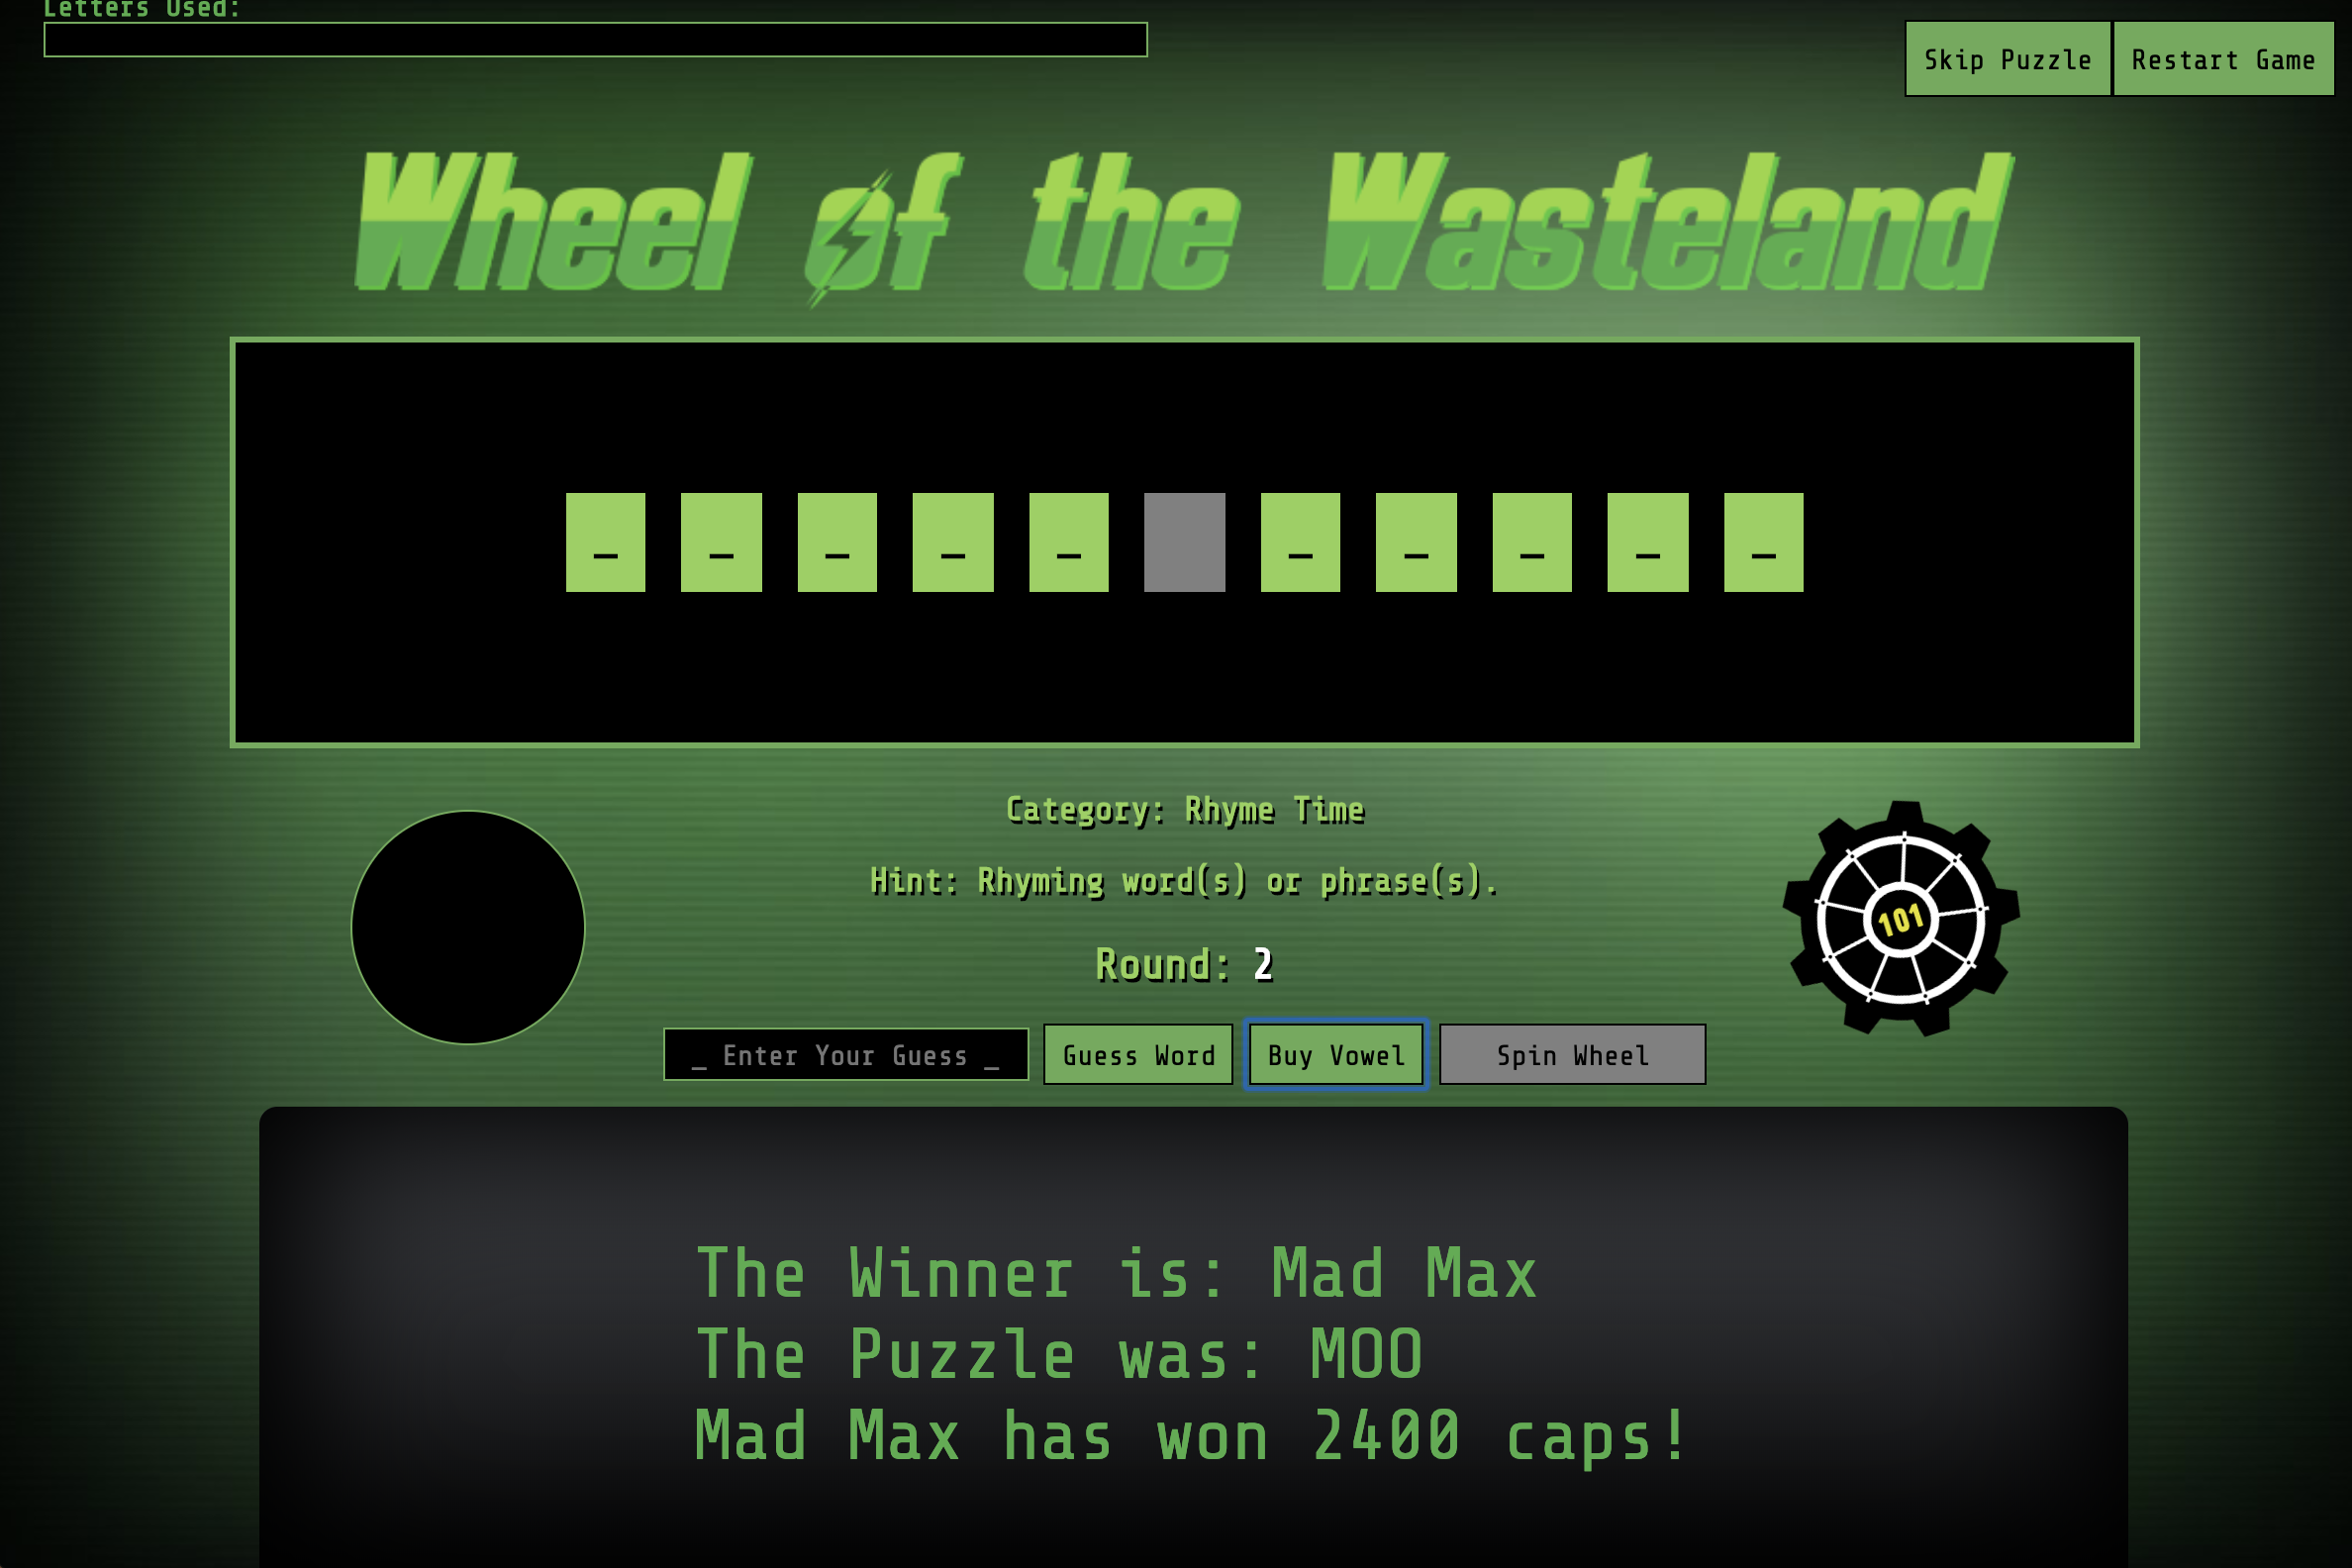 Letters Used:
Skip Puzzle
Restart Game
Wheel of the Wasteland
_ _ _ _ _ _ _ _ _ _
Category: Rhyme Time
Hint: Rhyming word(s) or phrase(s).
101
Round: 2
_ Enter Your Guess _
Guess Word
Buy Vowel
Spin Wheel
The Winner is: Mad Max
The Puzzle was: MOO
Mad Max has won 2400 caps!